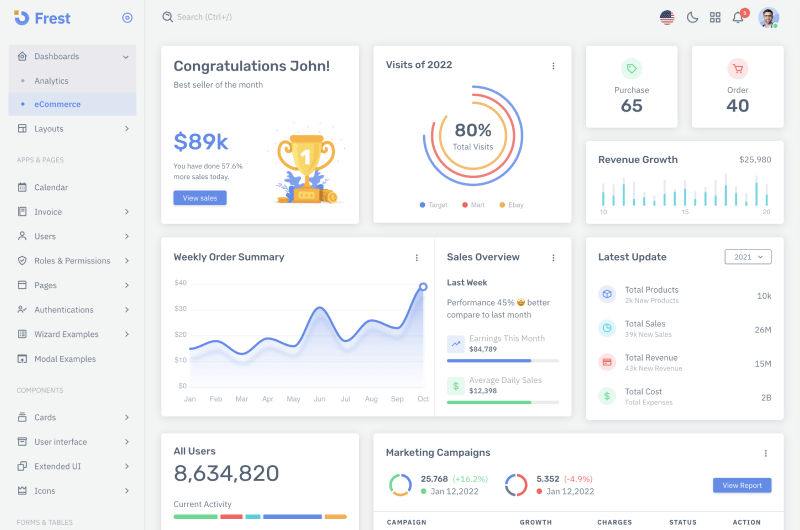 Frest
Search (Ctrl+/)
5
Dashboards
Analytics
eCommerce
Layouts
APPS & PAGES
Calendar
Invoice
Users
Roles & Permissions
Pages
Authentications
Wizard Examples
Modal Examples
COMPONENTS
Cards
User interface
Extended UI
Icons
FORMS & TABLES
Congratulations John!
Best seller of the month
$89k
You have done 57.6%
more sales today.
View sales
1
Visits of 2022
80%
Total Visits
Target Mart Ebay
Purchase
65
Order
40
Revenue Growth $25,980
10 15 20
Weekly Order Summary
$40
$30
$20
$10
$0
Jan Feb Mar Apr May Jun Jul Aug Sep Oct
Sales Overview
Last Week
Performance 45% 🤩 better
compare to last month
Earnings This Month
$84,789
$ Average Daily Sales
$12,398
Latest Update 2021
Total Products
2k New Products
10k
Total Sales
39k New Sales
26M
Total Revenue
43k New Revenue
15M
$ Total Cost
Total Expenses
2B
All Users
8,634,820
Current Activity
Marketing Campaigns
25,768 (+16.2%)
Jan 12,2022
5,352 (-4.9%)
Jan 12,2022
View Report
CAMPAIGN GROWTH CHARGES STATUS ACTION